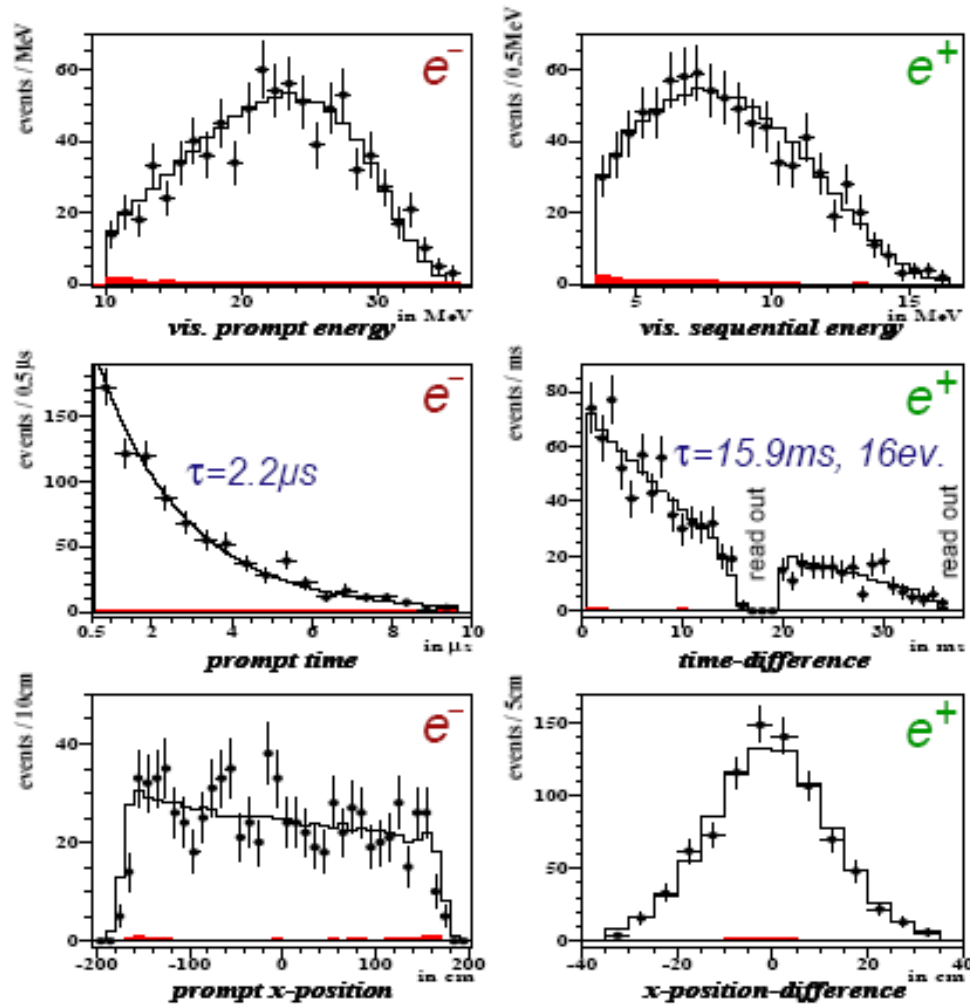 events / MeV
60
40
20
0
10
20
30
in MeV
vis. prompt energy
e⁻
events / 0.5MeV
60
40
20
0
5
10
15
in MeV
vis. sequential energy
e⁺
events / 0.5µs
150
100
50
0
0.5
2
4
6
8
10
in µs
prompt time
e⁻
τ=2.2µs
events / ms
80
60
40
20
0
0
10
20
30
in ms
time-difference
e⁺
τ=15.9ms, 16ev.
read out
read out
events / 10cm
40
20
0
-200
-100
0
100
200
in cm
prompt x-position
e⁻
events / 5cm
150
100
50
0
-40
-20
0
20
40
in cm
x-position-difference
e⁺